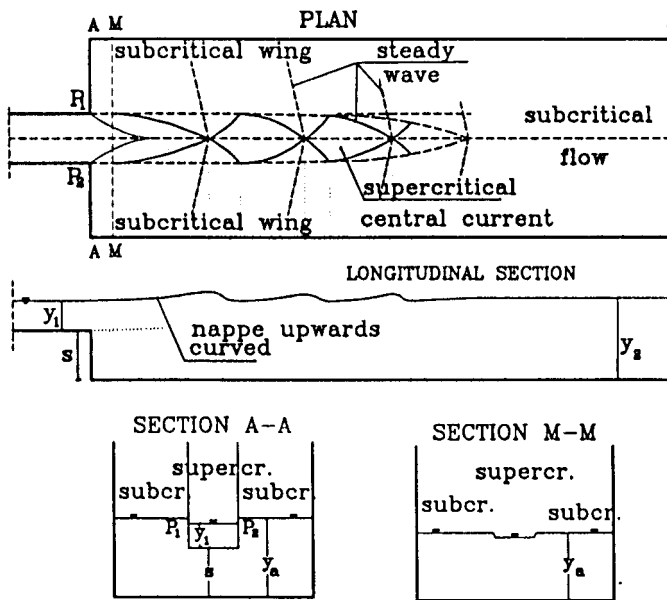 PLAN
A M
subcritical wing
steady
wave
P1
subcritical
flow
P2
supercritical
central current
subcritical wing
A M
LONGITUDINAL SECTION
y1
nappe upwards
curved
s
y2
SECTION A-A
SECTION M-M
supercr.
subcr.
subcr.
P1
y1
P2
s
ya
supercr.
subcr.
subcr.
ya